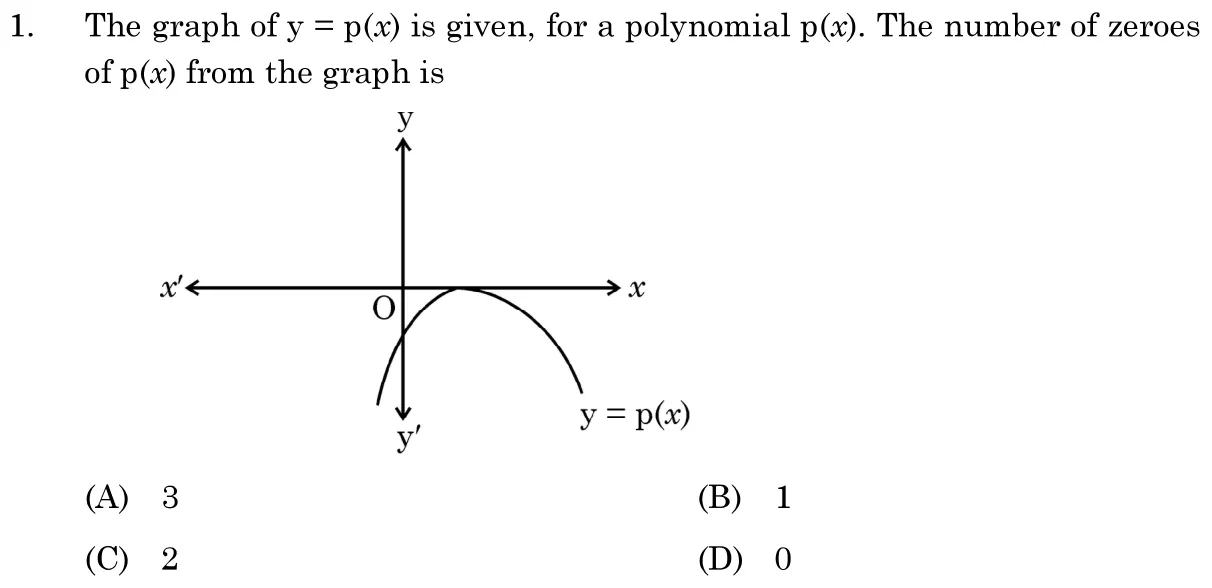 1. The graph of y = p(x) is given, for a polynomial p(x). The number of zeroes
of p(x) from the graph is
y
x′ x
O
y = p(x)
y′
(A) 3 (B) 1
(C) 2 (D) 0